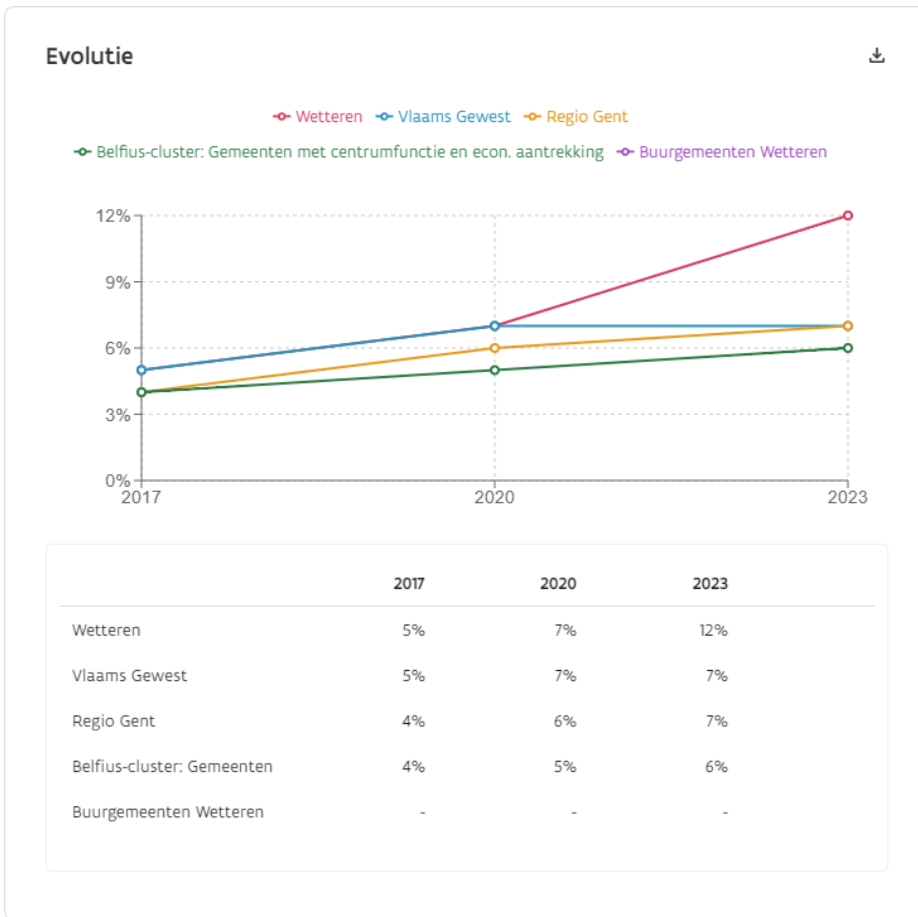 Evolutie
Wetteren Vlaams Gewest Regio Gent
Belfius-cluster: Gemeenten met centrumfunctie en econ. aantrekking Buurgemeenten Wetteren
12%
9%
6%
3%
0%
2017 2020 2023
2017 2020 2023
Wetteren 5% 7% 12%
Vlaams Gewest 5% 7% 7%
Regio Gent 4% 6% 7%
Belfius-cluster: Gemeenten 4% 5% 6%
Buurgemeenten Wetteren - - -